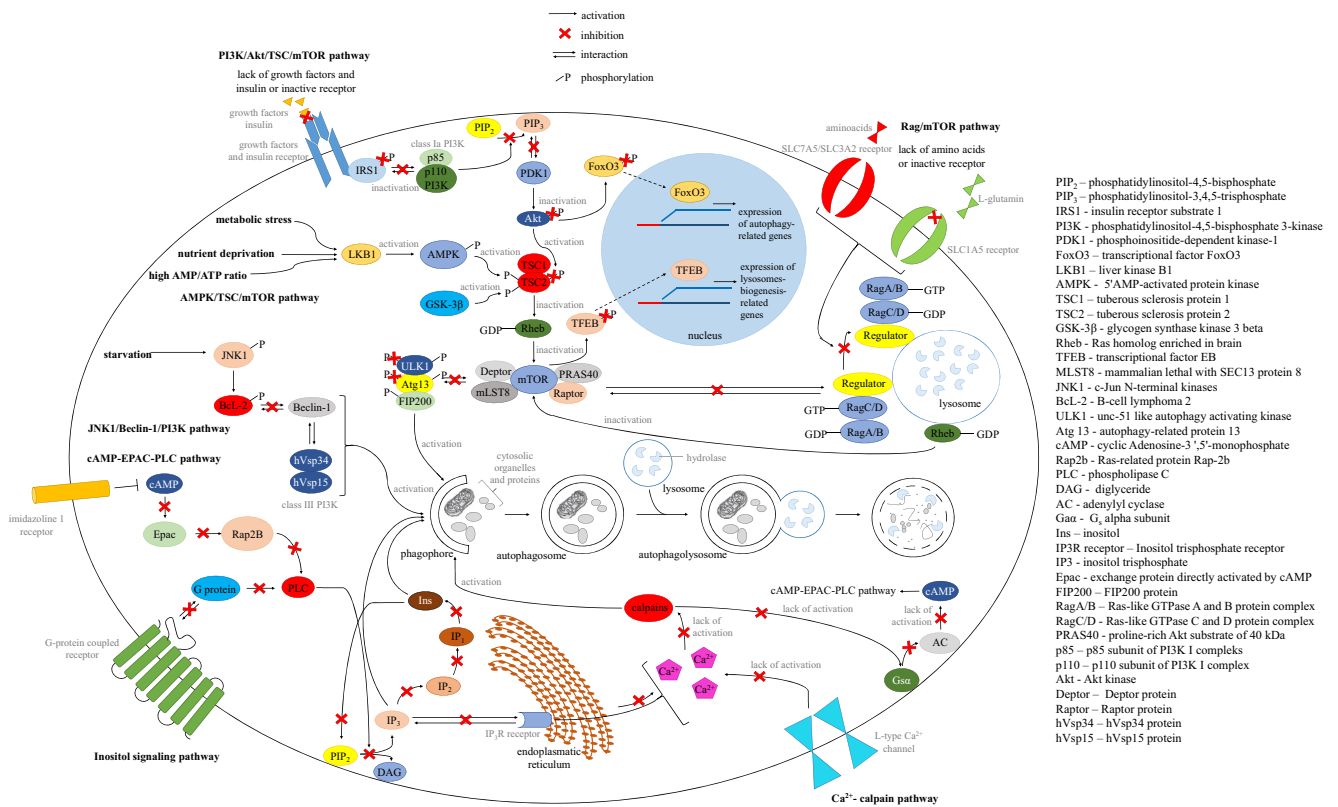 activation
inhibition
interaction
P phosphorylation
PI3K/Akt/TSC/mTOR pathway
lack of growth factors and
insulin or inactive receptor
growth factors
insulin
growth factors
and insulin receptor
IRS1
P
inactivation
class Ia PI3K
p85
p110
PI3K
PIP2
PIP3
PDK1
inactivation
Akt
P
FoxO3
P
FoxO3
expression
of autophagy-
related genes
TFEB
expression of
lysosomes-
biogenesis-
related
genes
nucleus
aminoacids
Rag/mTOR pathway
SLC7A5/SLC3A2 receptor
lack of amino acids
or inactive receptor
L-glutamin
SLC1A5 receptor
metabolic stress
nutrient deprivation
high AMP/ATP ratio
LKB1
activation
AMPK
P
AMPK/TSC/mTOR pathway
activation
GSK-3β
P
P
activation
TSC1
TSC2
P
inactivation
GDP
Rheb
inactivation
TFEB
P
RagA/B
GTP
RagC/D
GDP
Regulator
Regulator
GTP
RagC/D
GDP
RagA/B
lysosome
Rheb
GDP
starvation
JNK1
P
BcL-2
P
Beclin-1
JNK1/Beclin-1/PI3K pathway
hVsp34
hVsp15
class III PI3K
P
ULK1
P
P
Atg13
P
P
FIP200
Deptor
mLST8
mTOR
PRAS40
Raptor
inactivation
activation
activation
cAMP-EPAC-PLC pathway
cAMP
imidazoline 1
receptor
Epac
Rap2B
G protein
PLC
G-protein coupled
receptor
Inositol signaling pathway
cytosolic
organelles
and proteins
hydrolase
lysosome
phagophore
autophagosome
autophagolysosome
activation
Ins
IP1
IP2
IP3
PIP2
DAG
IP3R receptor
endoplasmatic
reticulum
calpains
lack of
activation
Ca2+
Ca2+
Ca2+
lack of activation
lack of activation
cAMP-EPAC-PLC pathway
cAMP
lack of
activation
AC
Gsα
L-type Ca2+
channel
Ca2+- calpain pathway
PIP2 – phosphatidylinositol-4,5-bisphosphate
PIP3 – phosphatidylinositol-3,4,5-trisphosphate
IRS1 - insulin receptor substrate 1
PI3K - phosphatidylinositol-4,5-bisphosphate 3-kinase
PDK1 - phosphoinositide-dependent kinase-1
FoxO3 – transcriptional factor FoxO3
LKB1 – liver kinase B1
AMPK - 5'AMP-activated protein kinase
TSC1 – tuberous sclerosis protein 1
TSC2 – tuberous sclerosis protein 2
GSK-3β - glycogen synthase kinase 3 beta
Rheb - Ras homolog enriched in brain
TFEB – transcriptional factor EB
MLST8 - mammalian lethal with SEC13 protein 8
JNK1 - c-Jun N-terminal kinases
BcL-2 - B-cell lymphoma 2
ULK1 - unc-51 like autophagy activating kinase
Atg 13 - autophagy-related protein 13
cAMP - cyclic Adenosine-3 ',5'-monophosphate
Rap2b - Ras-related protein Rap-2b
PLC - phospholipase C
DAG - diglyceride
AC - adenylyl cyclase
Gaα - Gs alpha subunit
Ins – inositol
IP3R receptor – Inositol trisphosphate receptor
IP3 - inositol trisphosphate
Epac - exchange protein directly activated by cAMP
FIP200 – FIP200 protein
RagA/B – Ras-like GTPase A and B protein complex
RagC/D - Ras-like GTPase C and D protein complex
PRAS40 - proline-rich Akt substrate of 40 kDa
p85 – p85 subunit of PI3K I compleks
p110 – p110 subunit of PI3K I complex
Akt - Akt kinase
Deptor – Deptor protein
Raptor – Raptor protein
hVsp34 – hVsp34 protein
hVsp15 – hVsp15 protein